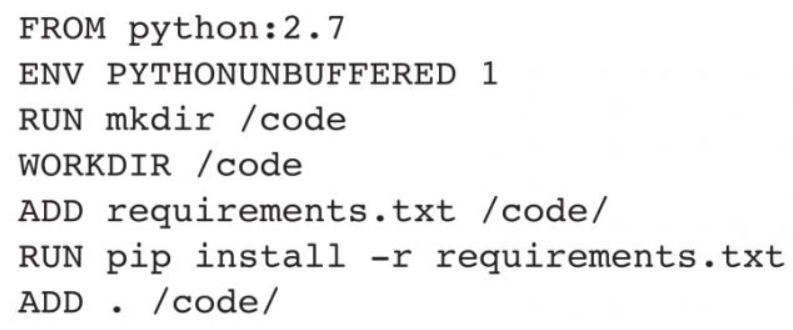 FROM python:2.7
ENV PYTHONUNBUFFERED 1
RUN mkdir /code
WORKDIR /code
ADD requirements.txt /code/
RUN pip install -r requirements.txt
ADD . /code/